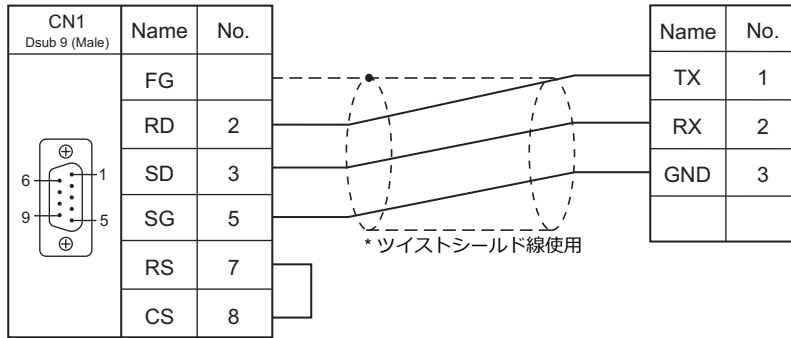 CN1
Dsub 9 (Male)
Name No.
FG
RD 2
SD 3
SG 5
RS 7
CS 8
6 1
9 5
* ツイストシールド線使用
Name No.
TX 1
RX 2
GND 3